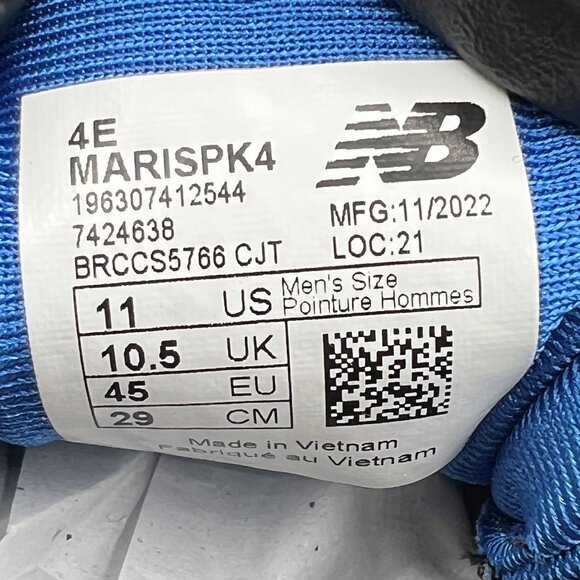 4E
MARISPK4
196307412544
7424638
BRCCS5766 CJT
NB
MFG:11/2022
LOC:21
11 US Men's Size
Pointure Hommes
10.5 UK
45 EU
29 CM
Made in Vietnam
Fabriqué au Vietnam